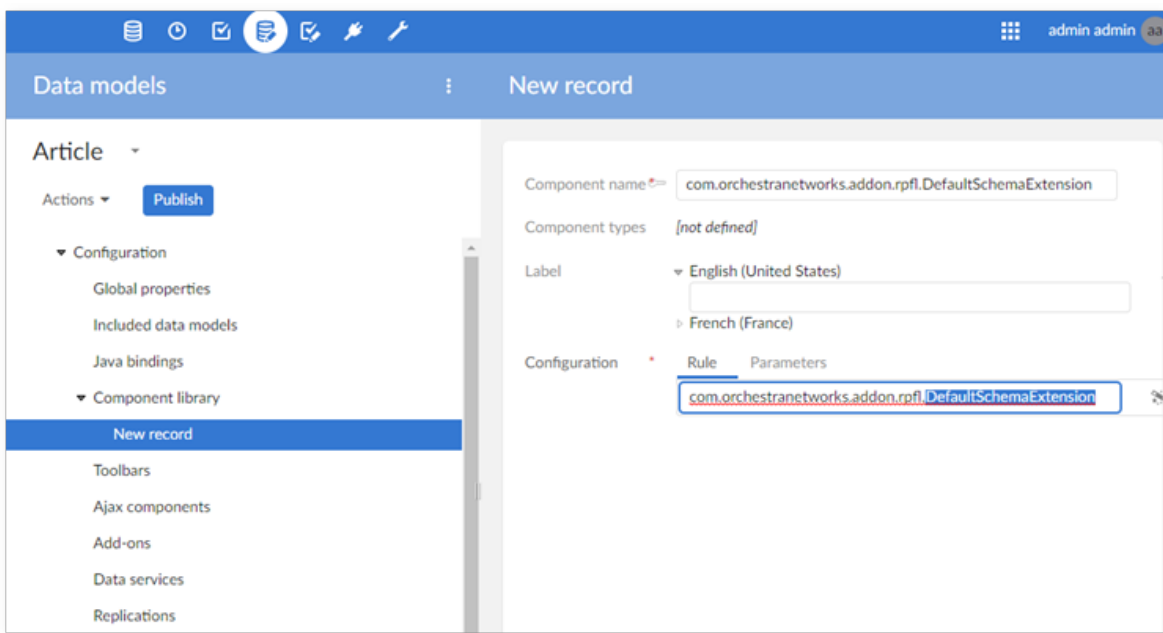 admin admin aa
Data models
New record
Article
Actions
Publish
Configuration
Global properties
Included data models
Java bindings
Component library
New record
Toolbars
Ajax components
Add-ons
Data services
Replications
Component name com.orchestranetworks.addon.rpfl.DefaultSchemaExtension
Component types [not defined]
Label English (United States)
French (France)
Configuration * Rule Parameters
com.orchestranetworks.addon.rpfl.DefaultSchemaExtension